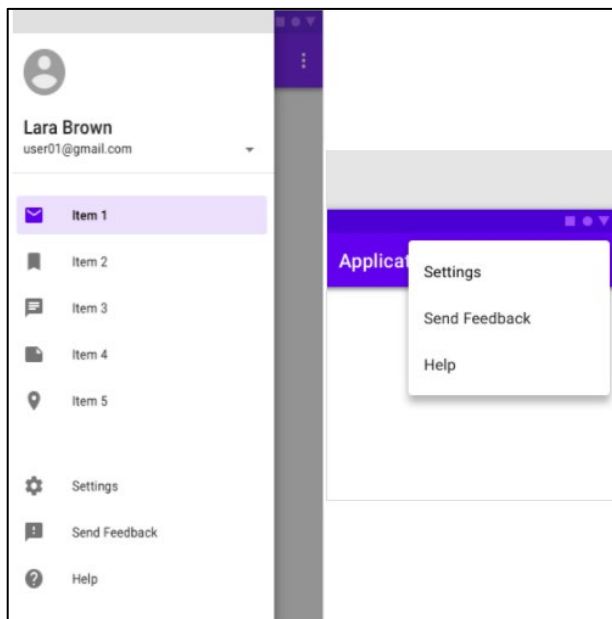 Lara Brown
user01@gmail.com
Item 1
Item 2
Item 3
Item 4
Item 5
Settings
Send Feedback
Help
Applicat
Settings
Send Feedback
Help